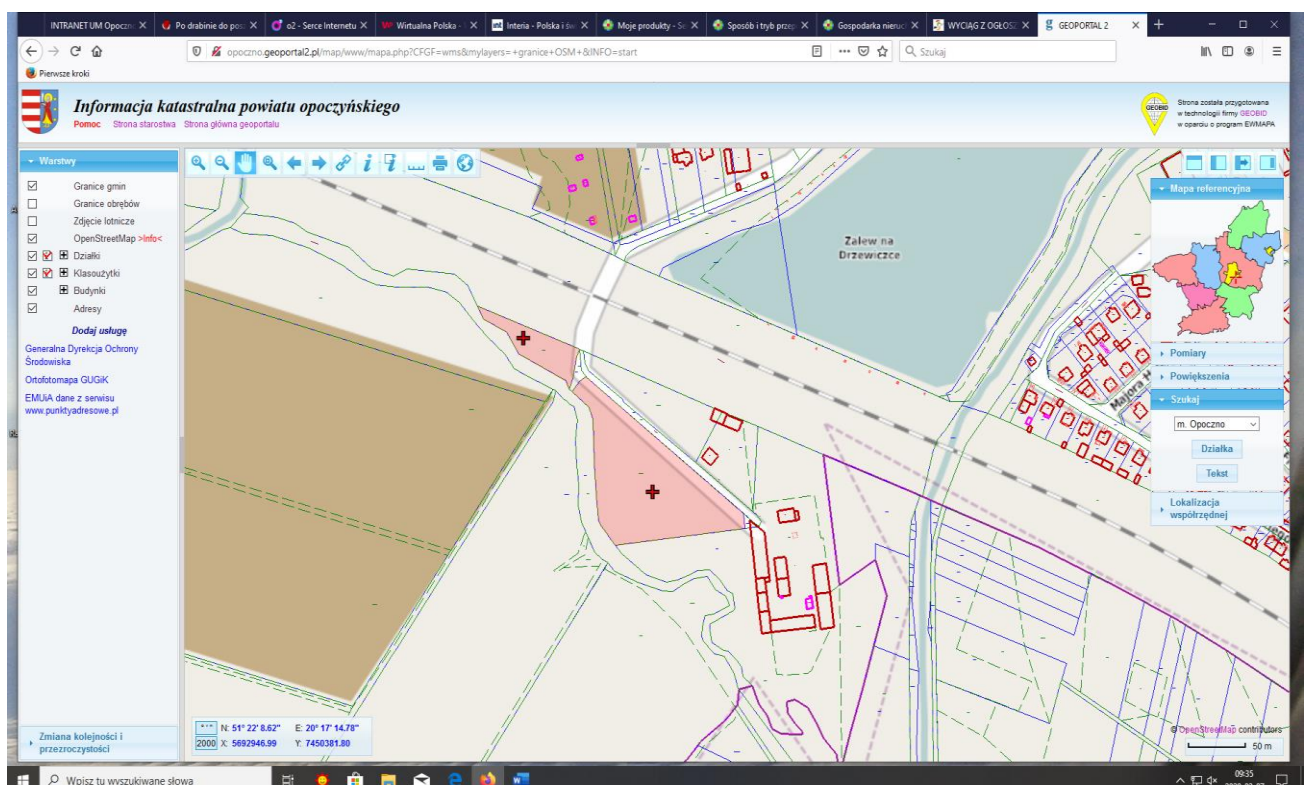 INTRANET UM Opoczn
Po drabinie do pos
o2 - Serce Internetu
Wirtualna Polska -
Interia - Polska i św
Moje produkty - Sc
Sposób i tryb przep
Gospodarka nieruc
WYCIĄG Z OGŁOSZ
GEOPORTAL 2
opoczno.geoportal2.pl/map/www/mapa.php?CFGF=wms&mylayers=+granice+OSM+&INFO=start
Szukaj
Pierwsze kroki
Informacja katastralna powiatu opoczyńskiego
Pomoc Strona starostwa Strona główna geoportalu
GEOBID
Strona została przygotowana
w technologii firmy GEOBID
w oparciu o program EWMAPA
Warstwy
Granice gmin
Granice obrębów
Zdjęcie lotnicze
OpenStreetMap >Info<
Działki
Klasoużytki
Budynki
Adresy
Dodaj usługę
Generalna Dyrekcja Ochrony
Środowiska
Ortofotomapa GUGiK
EMUiA dane z serwisu
www.punktyadresowe.pl
Zmiana kolejności i
przezroczystości
Zalew na
Drzewiczce
Majora
Mapa referencyjna
Pomiary
Powiększenia
Szukaj
m. Opoczno
Działka
Tekst
Lokalizacja
współrzędnej
N: 51° 22' 8.62" E: 20° 17' 14.78"
2000 X: 5692946.99 Y: 7450381.80
© OpenStreetMap contributors
50 m
Wpisz tu wyszukiwane słowa
09:35